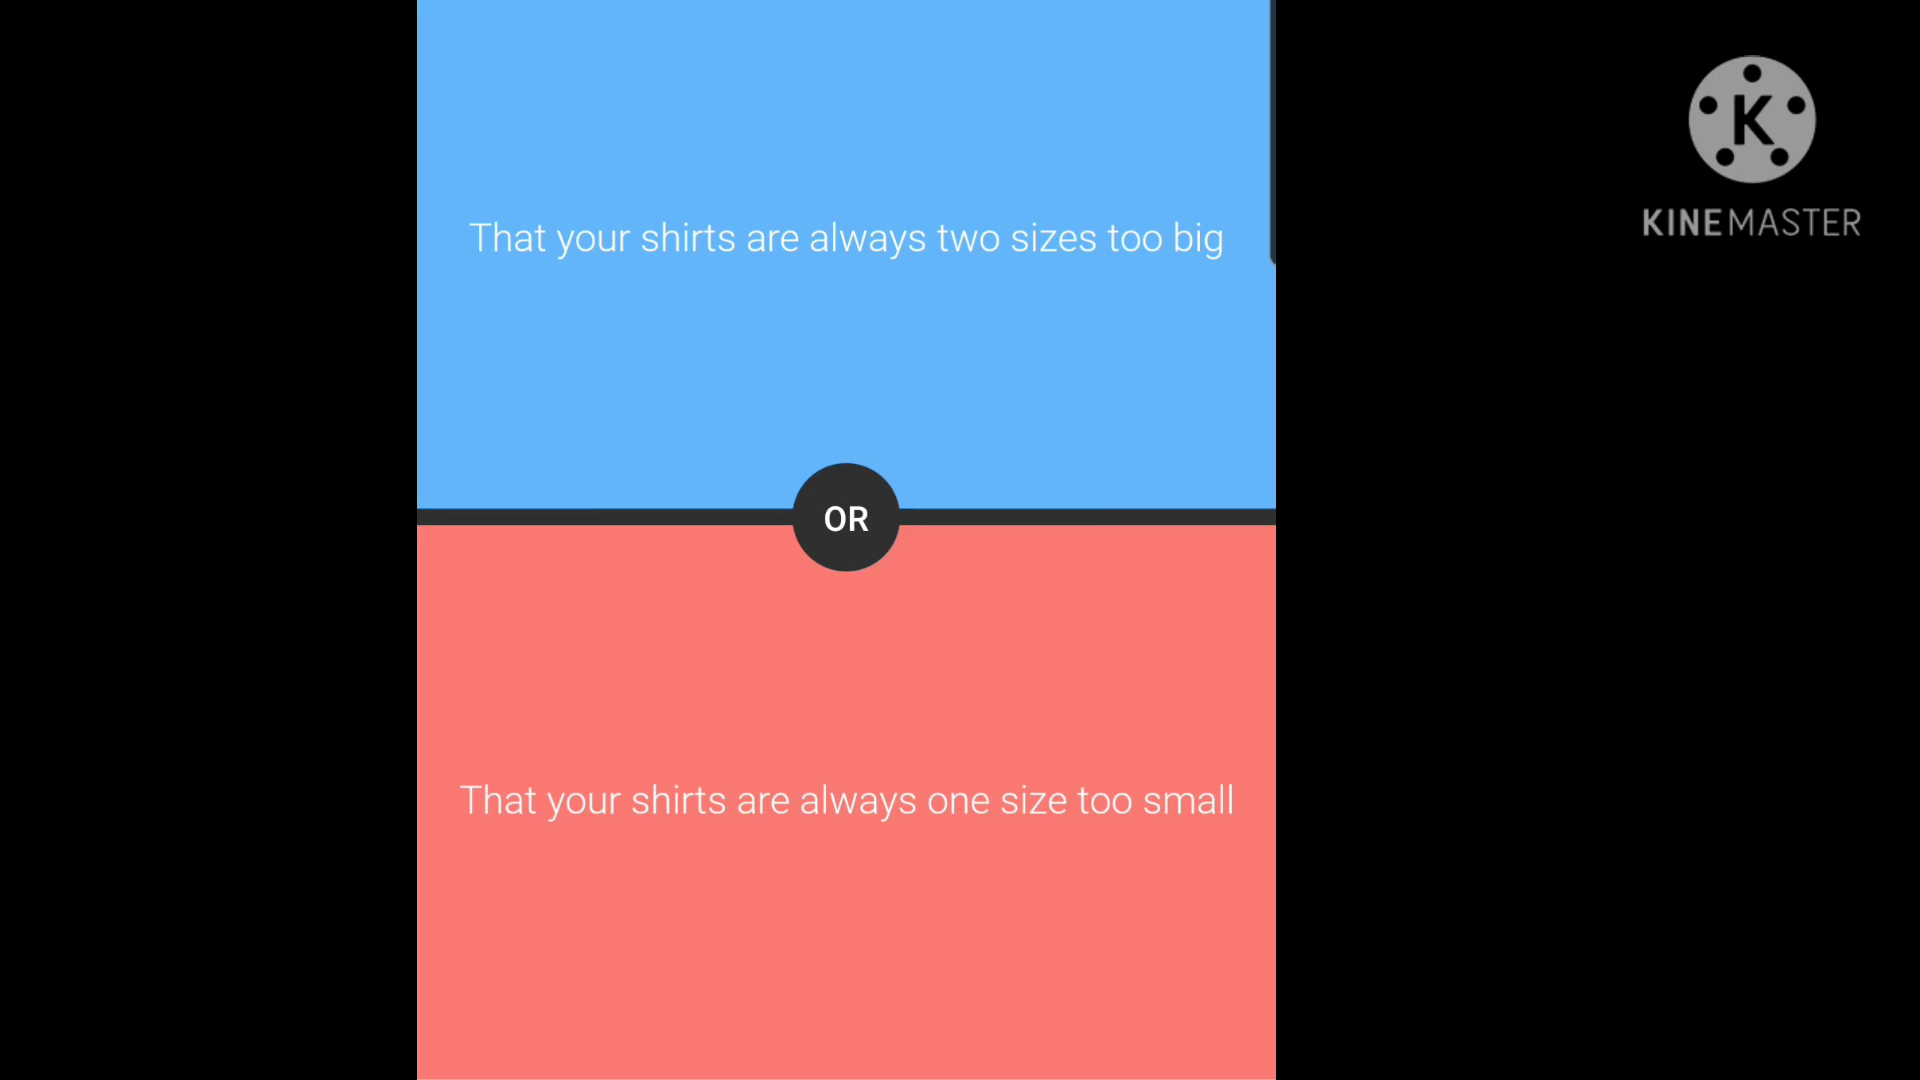 That your shirts are always two sizes too big
OR
That your shirts are always one size too small
K
KINEMASTER